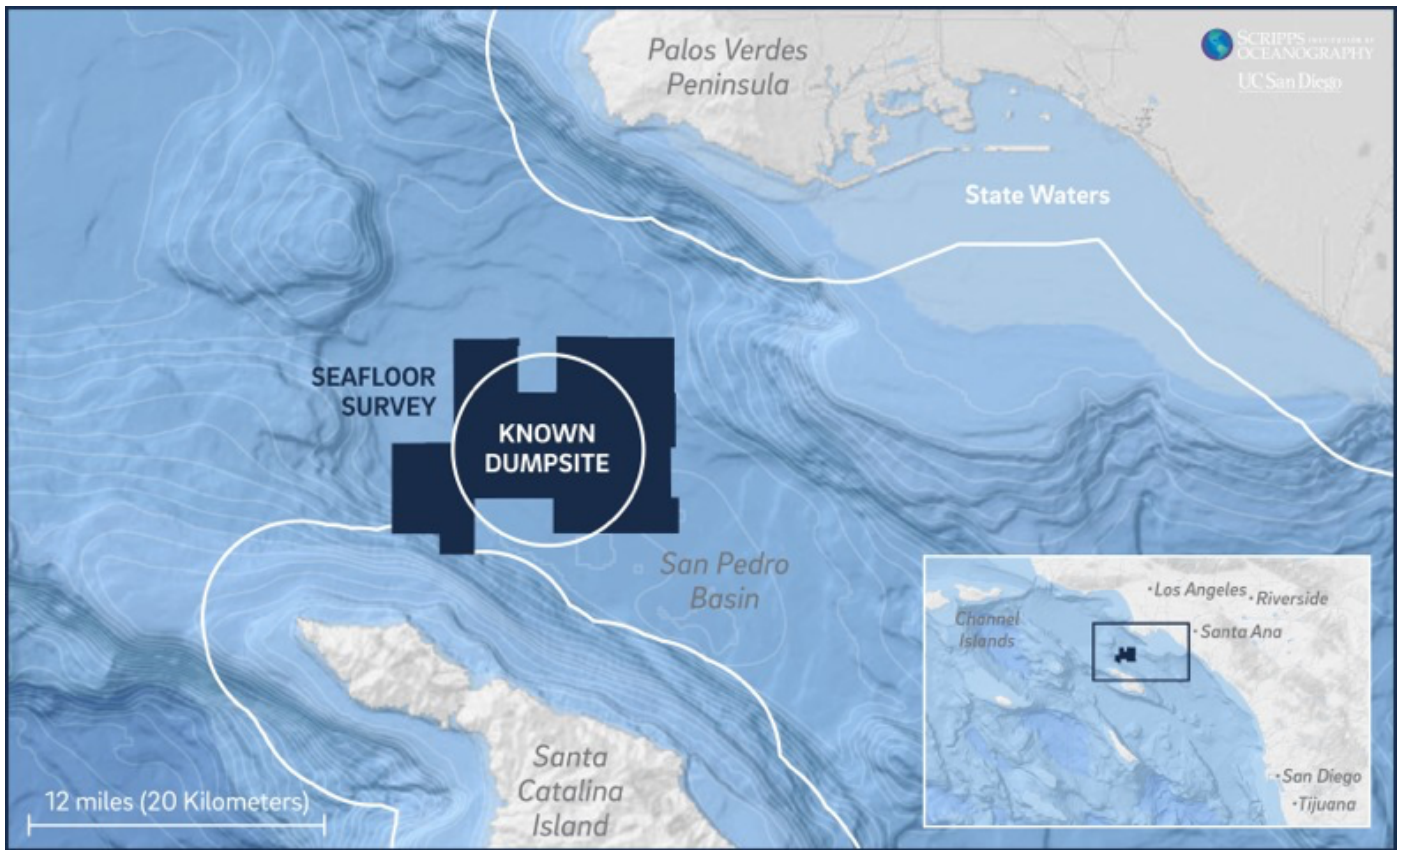 Palos Verdes
Peninsula
SCRIPPS INSTITUTION OF
OCEANOGRAPHY
UC San Diego
State Waters
SEAFLOOR
SURVEY
KNOWN
DUMPSITE
San Pedro
Basin
Santa
Catalina
Island
12 miles (20 Kilometers)
Los Angeles
Riverside
Channel
Islands
Santa Ana
San Diego
Tijuana